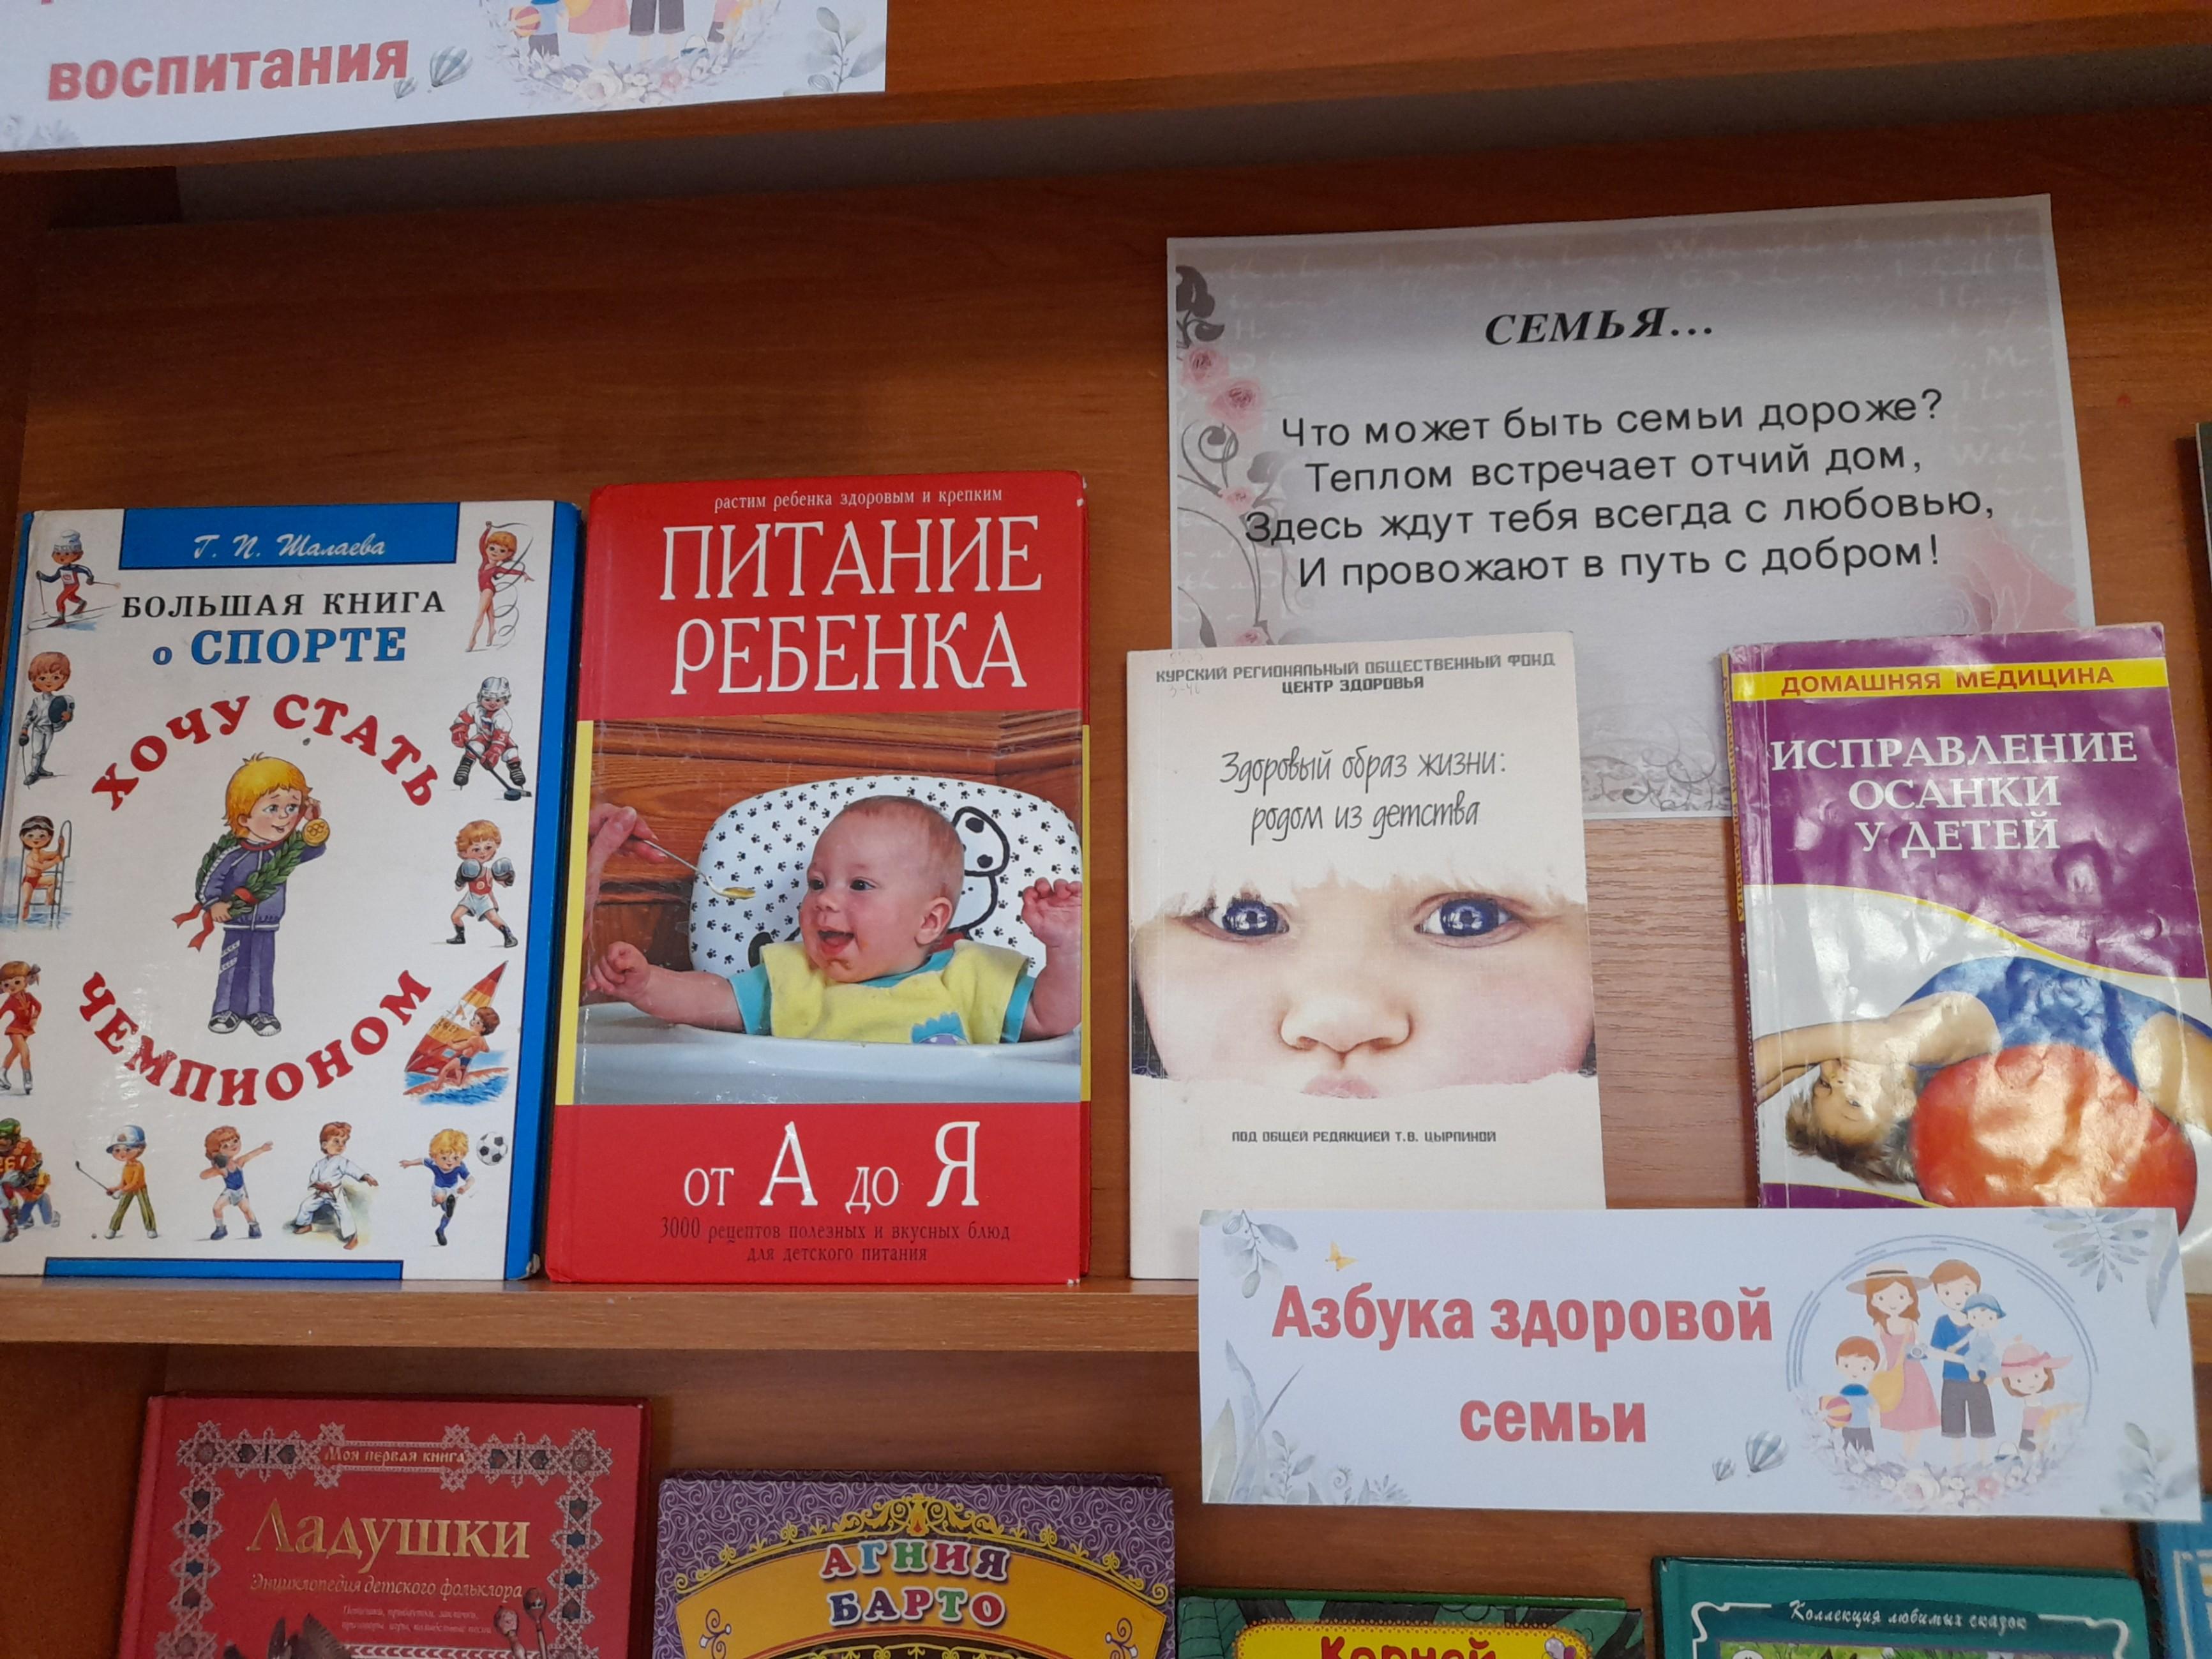 воспитания
СЕМЬЯ...
Что может быть семьи дороже?
Теплом встречает отчий дом,
Здесь ждут тебя всегда с любовью,
И провожают в путь с добром!
Г. П. Шалаева
БОЛЬШАЯ КНИГА
о СПОРТЕ
ХОЧУ СТАТЬ
ЧЕМПИОНОМ
растим ребенка здоровым и крепким
ПИТАНИЕ
РЕБЕНКА
от А до Я
3000 рецептов полезных и вкусных блюд
для детского питания
КУРСКИЙ РЕГИОНАЛЬНЫЙ ОБЩЕСТВЕННЫЙ ФОНД
ЦЕНТР ЗДОРОВЬЯ
Здоровый образ жизни:
родом из детства
ПОД ОБЩЕЙ РЕДАКЦИЕЙ Т.В. ЦЫРЛИНОЙ
ДОМАШНЯЯ МЕДИЦИНА
ИСПРАВЛЕНИЕ
ОСАНКИ
У ДЕТЕЙ
Азбука здоровой
семьи
Моя первая книга
Ладушки
Энциклопедия детского фольклора
АГНИЯ
БАРТО
Корней
Коллекция любимых сказок